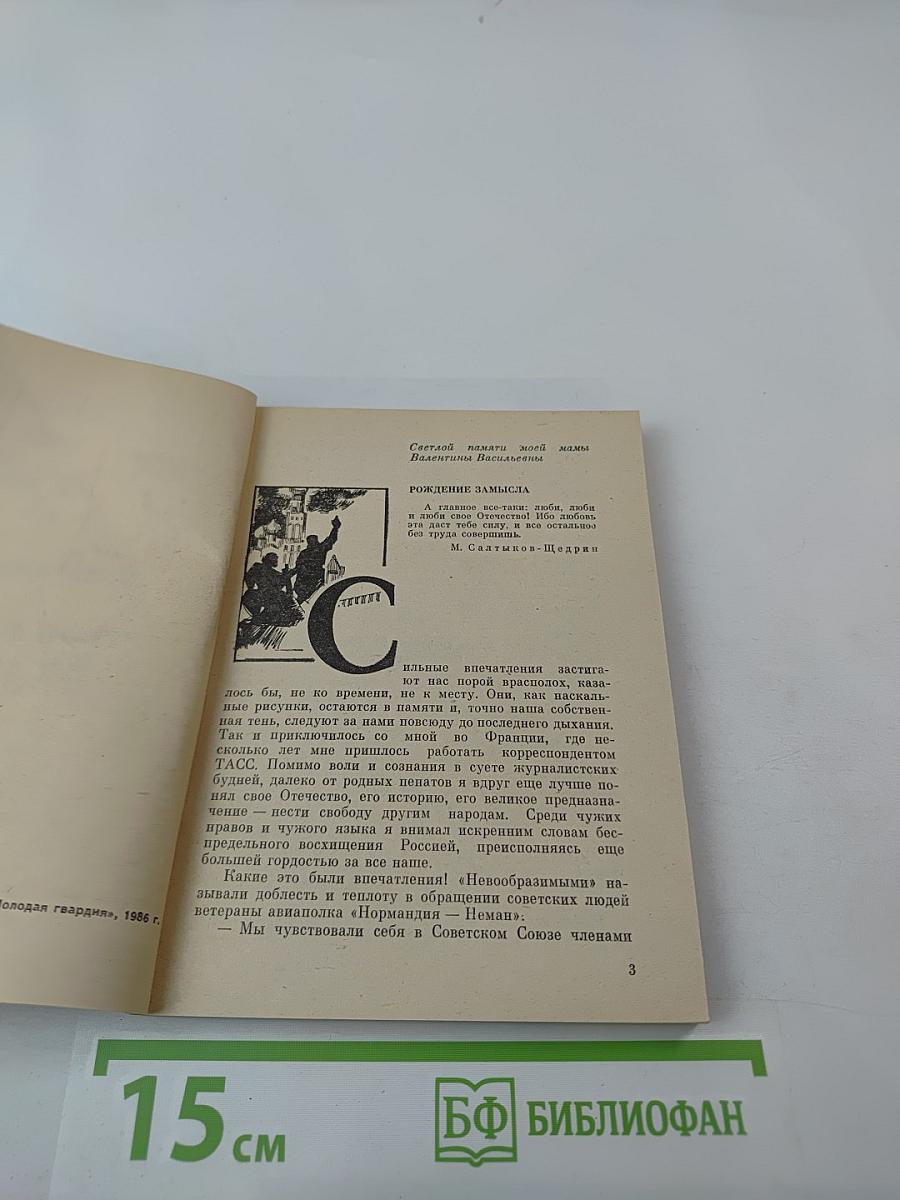 Молодая гвардия», 1986 г.
Светлой памяти моей мамы
Валентины Васильевны
РОЖДЕНИЕ ЗАМЫСЛА
А главное все-таки: люби, люби
и люби свое Отечество! Ибо любовь
эта даст тебе силу, и все остальное
без труда совершишь.
М. Салтыков-Щедрин
Сильные впечатления застига-
ют нас порой врасплох, каза-
лось бы, не ко времени, не к месту. Они, как наскаль-
ные рисунки, остаются в памяти и, точно наша собствен-
ная тень, следуют за нами повсюду до последнего дыхания.
Так и приключилось со мной во Франции, где не-
сколько лет мне пришлось работать корреспондентом
ТАСС. Помимо воли и сознания в суете журналистских
будней, далеко от родных пенатов я вдруг еще лучше по-
нял свое Отечество, его историю, его великое предназна-
чение — нести свободу другим народам. Среди чужих
нравов и чужого языка я внимал искренним словам бес-
предельного восхищения Россией, преисполняясь еще
большей гордостью за все наше.
Какие это были впечатления! «Невообразимыми» на-
зывали доблесть и теплоту в обращении советских людей
ветераны авиаполка «Нормандия — Неман»:
— Мы чувствовали себя в Советском Союзе членами
3
15 см
БФ БИБЛИОФАН